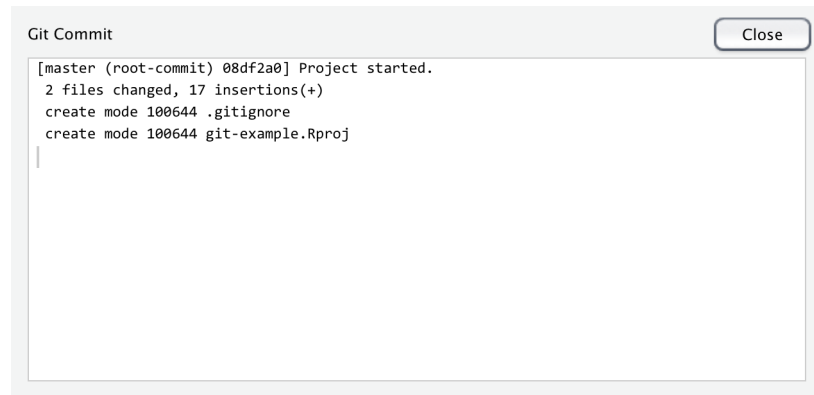 Git Commit
Close
[master (root-commit) 08df2a0] Project started.
2 files changed, 17 insertions(+)
create mode 100644 .gitignore
create mode 100644 git-example.Rproj